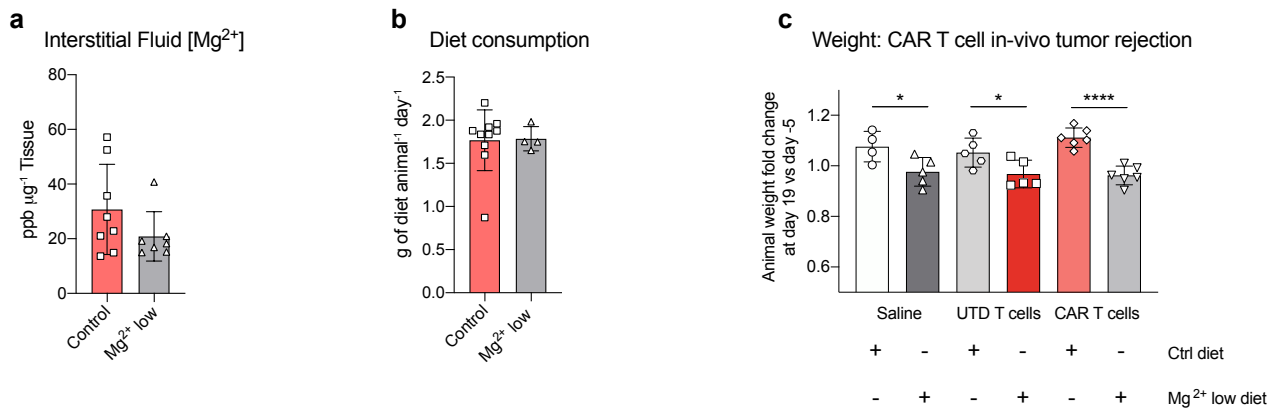 a
Interstitial Fluid [Mg²⁺]
80
60
40
20
0
ppb µg⁻¹ Tissue
Control
Mg²⁺ low
b
Diet consumption
2.5
2.0
1.5
1.0
0.5
0.0
g of diet animal⁻¹ day⁻¹
Control
Mg²⁺ low
c
Weight: CAR T cell in-vivo tumor rejection
* * ****
1.2
1.0
0.8
0.6
Animal weight fold change
at day 19 vs day -5
Saline UTD T cells CAR T cells
+ - + - + - Ctrl diet
- + - + - + Mg²⁺ low diet